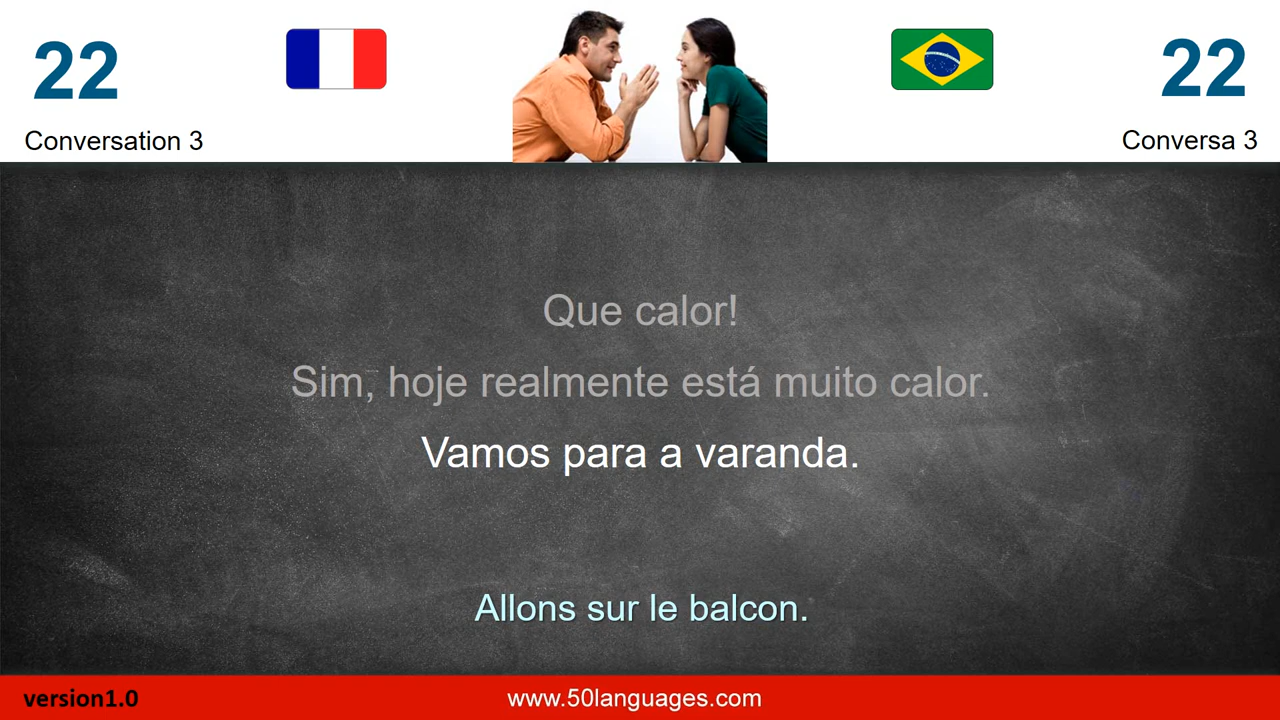 22
22
Conversation 3
Conversa 3
Que calor!
Sim, hoje realmente está muito calor.
Vamos para a varanda.
Allons sur le balcon.
version1.0
www.50languages.com